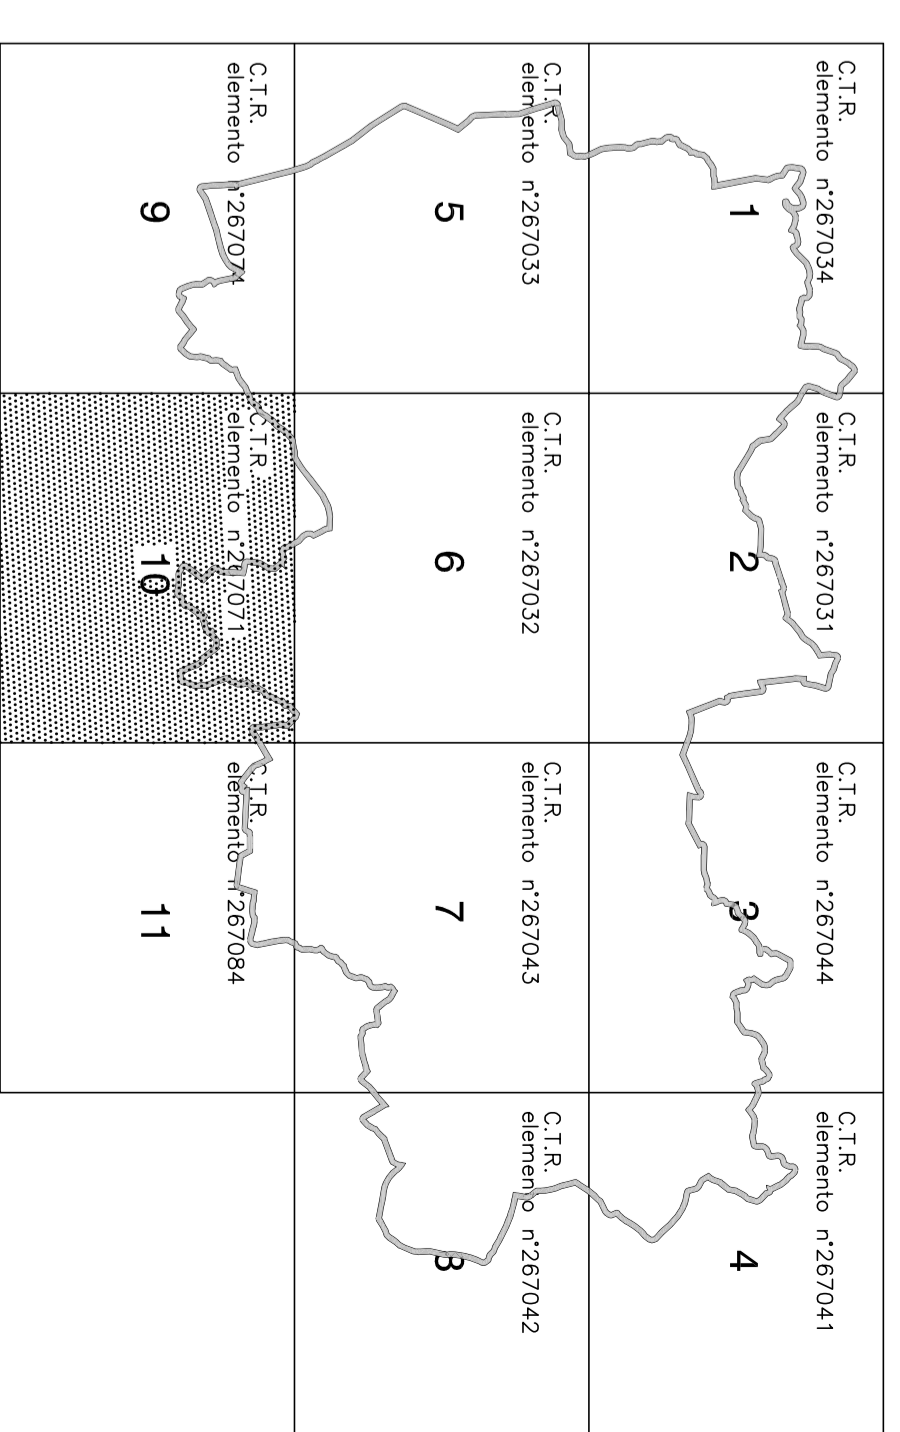 C.T.R.
elemento n°267034
1
C.T.R.
elemento n°267031
2
C.T.R.
elemento n°267044
3
C.T.R.
elemento n°267041
4
C.T.R.
elemento n°267033
5
C.T.R.
elemento n°267032
6
C.T.R.
elemento n°267043
7
C.T.R.
elemento n°267042
8
C.T.R.
elemento n°267074
9
C.T.R.
elemento n°267071
10
C.T.R.
elemento n°267084
11